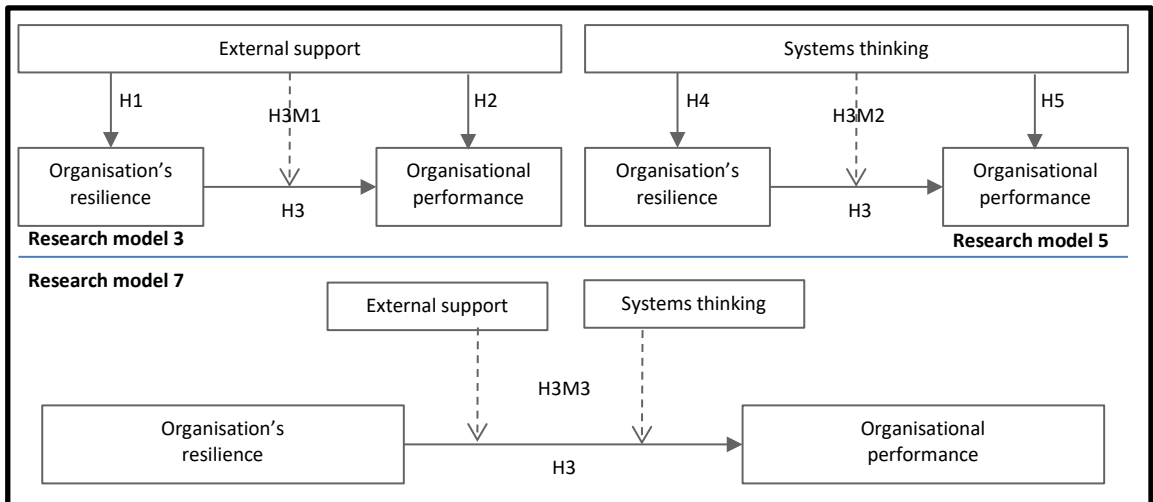 External support
Systems thinking
H1
H3M1
H2
H4
H3M2
H5
Organisation's
resilience
Organisational
performance
Organisation's
resilience
Organisational
performance
H3
H3
Research model 3
Research model 5
Research model 7
External support
Systems thinking
H3M3
Organisation's
resilience
Organisational
performance
H3